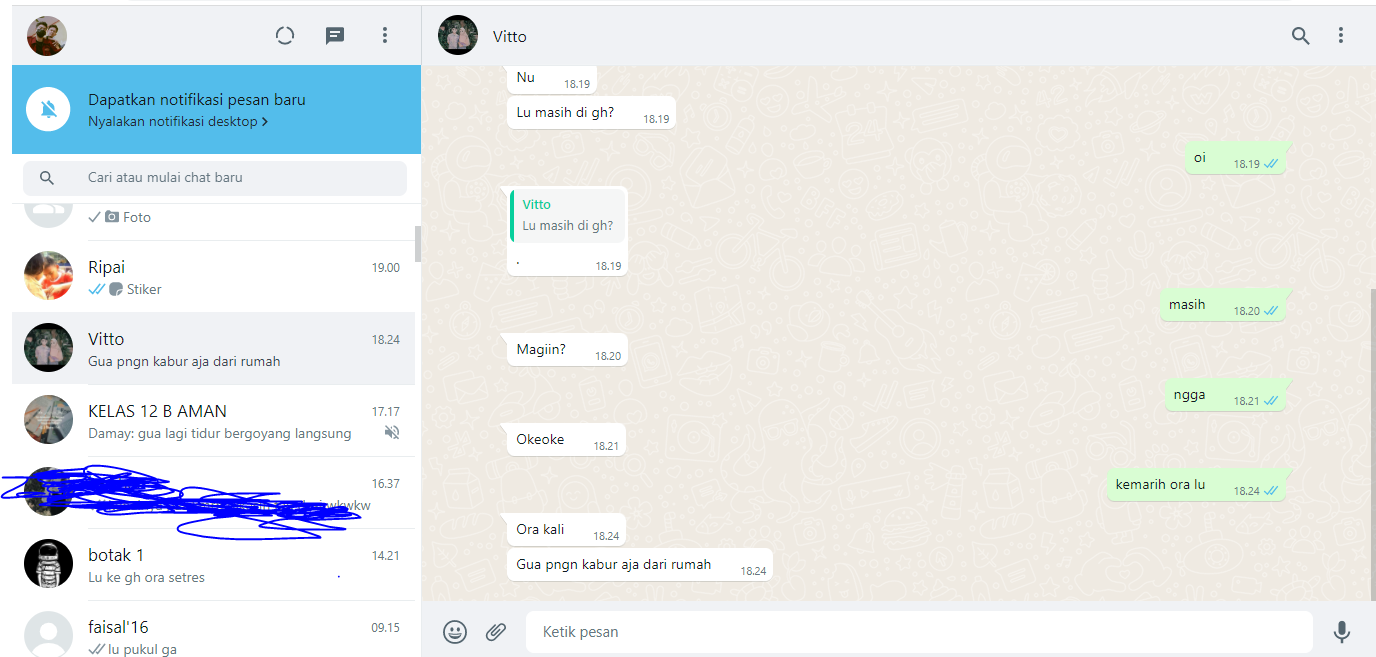 Vitto
Dapatkan notifikasi pesan baru
Nyalakan notifikasi desktop >
Cari atau mulai chat baru
Foto
Ripai 19.00
Stiker
Vitto 18.24
Gua pngn kabur aja dari rumah
KELAS 12 B AMAN 17.17
Damay: gua lagi tidur bergoyang langsung
16.37
botak 1 14.21
Lu ke gh ora setres
faisal'16 09.15
lu pukul ga
Nu 18.19
Lu masih di gh? 18.19
oi 18.19
Vitto
Lu masih di gh?
. 18.19
masih 18.20
Magiin? 18.20
ngga 18.21
Okeoke 18.21
kemarih ora lu 18.24
Ora kali 18.24
Gua pngn kabur aja dari rumah 18.24
Ketik pesan